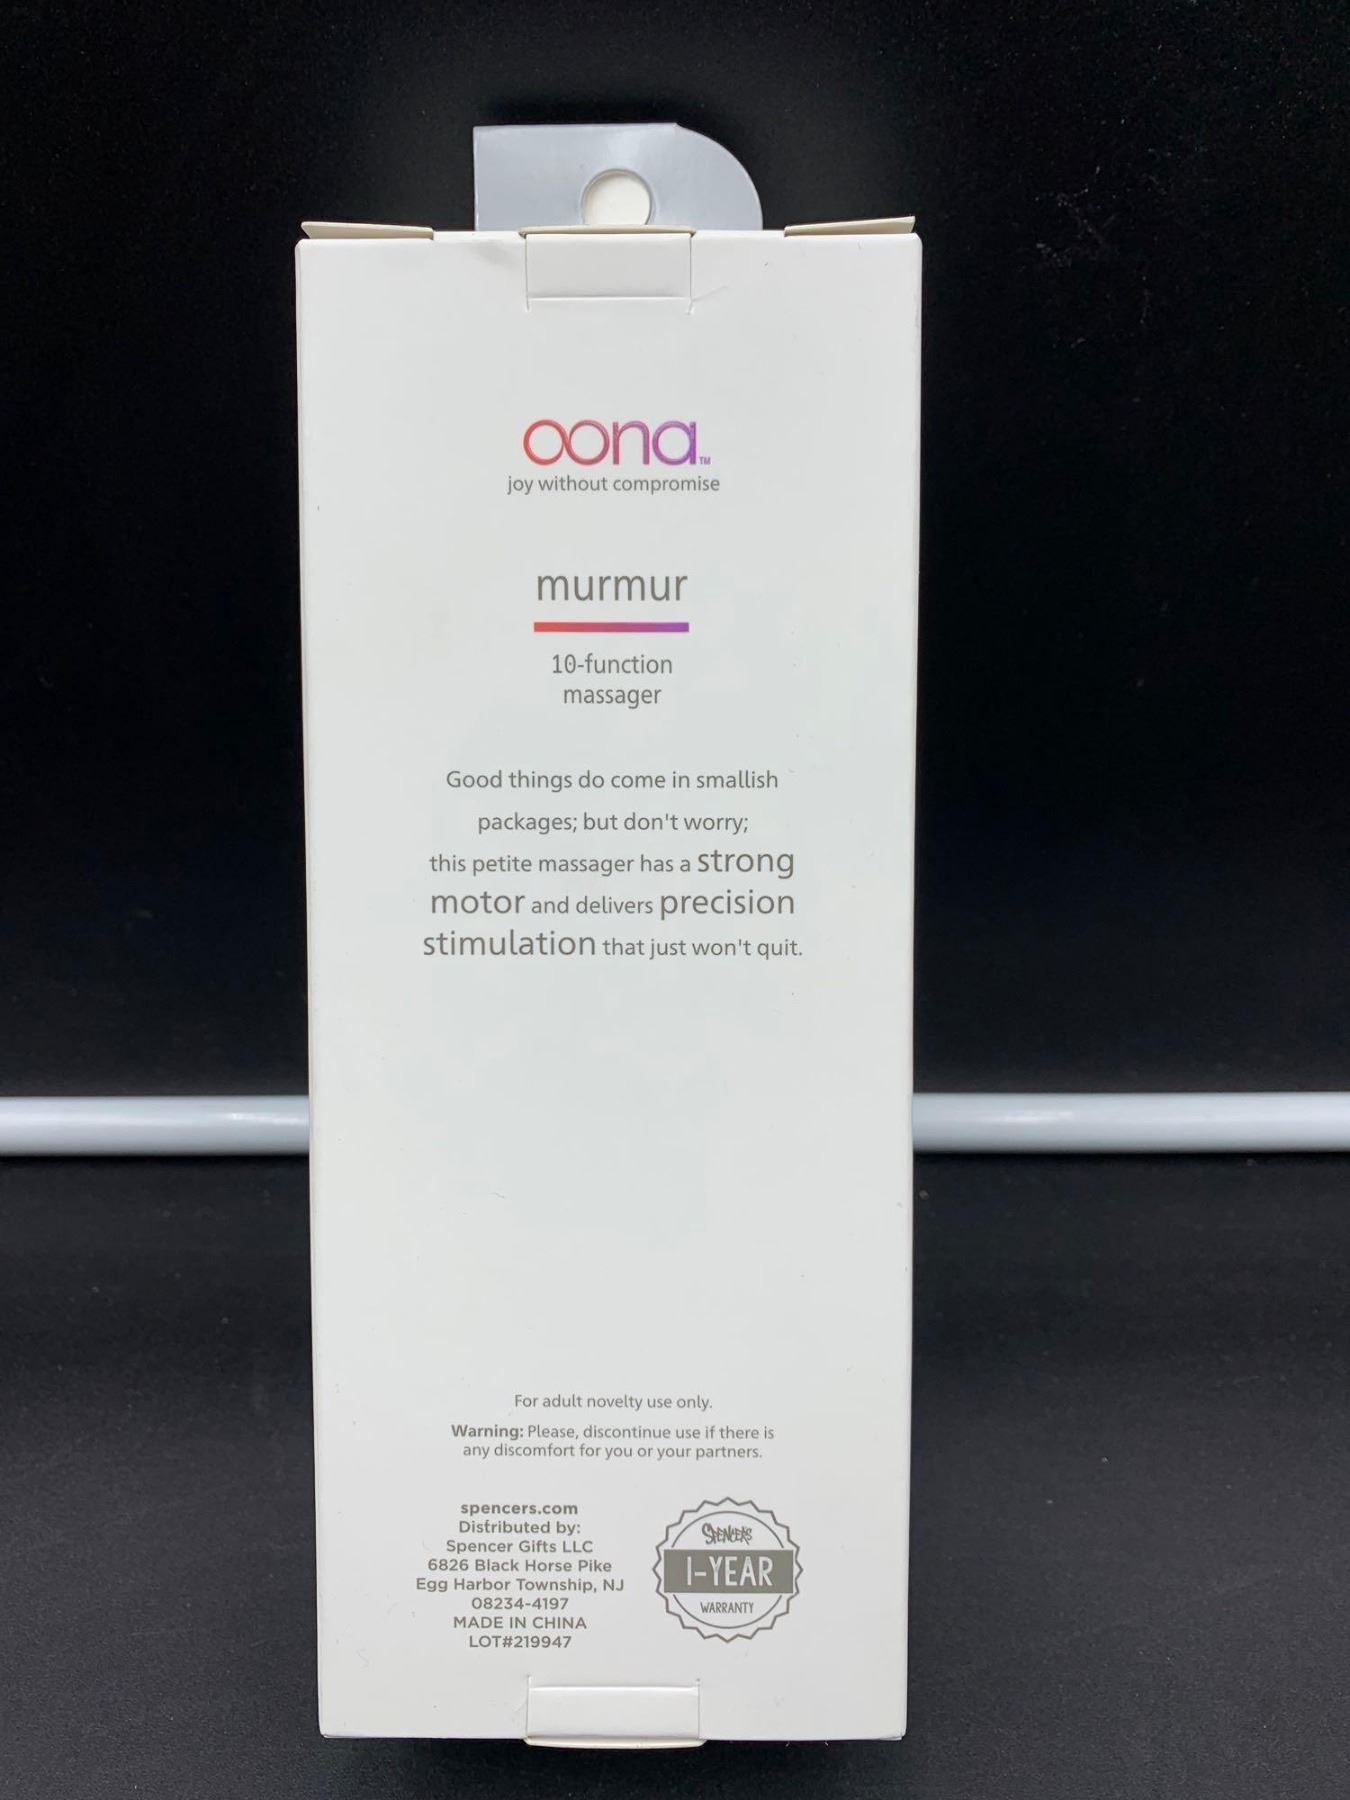 oona™
joy without compromise
murmur
10-function
massager
Good things do come in smallish
packages; but don't worry;
this petite massager has a strong
motor and delivers precision
stimulation that just won't quit.
For adult novelty use only.
Warning: Please, discontinue use if there is
any discomfort for you or your partners.
spencers.com
Distributed by:
Spencer Gifts LLC
6826 Black Horse Pike
Egg Harbor Township, NJ
08234-4197
MADE IN CHINA
LOT#219947
SPENCER'S
1-YEAR
WARRANTY